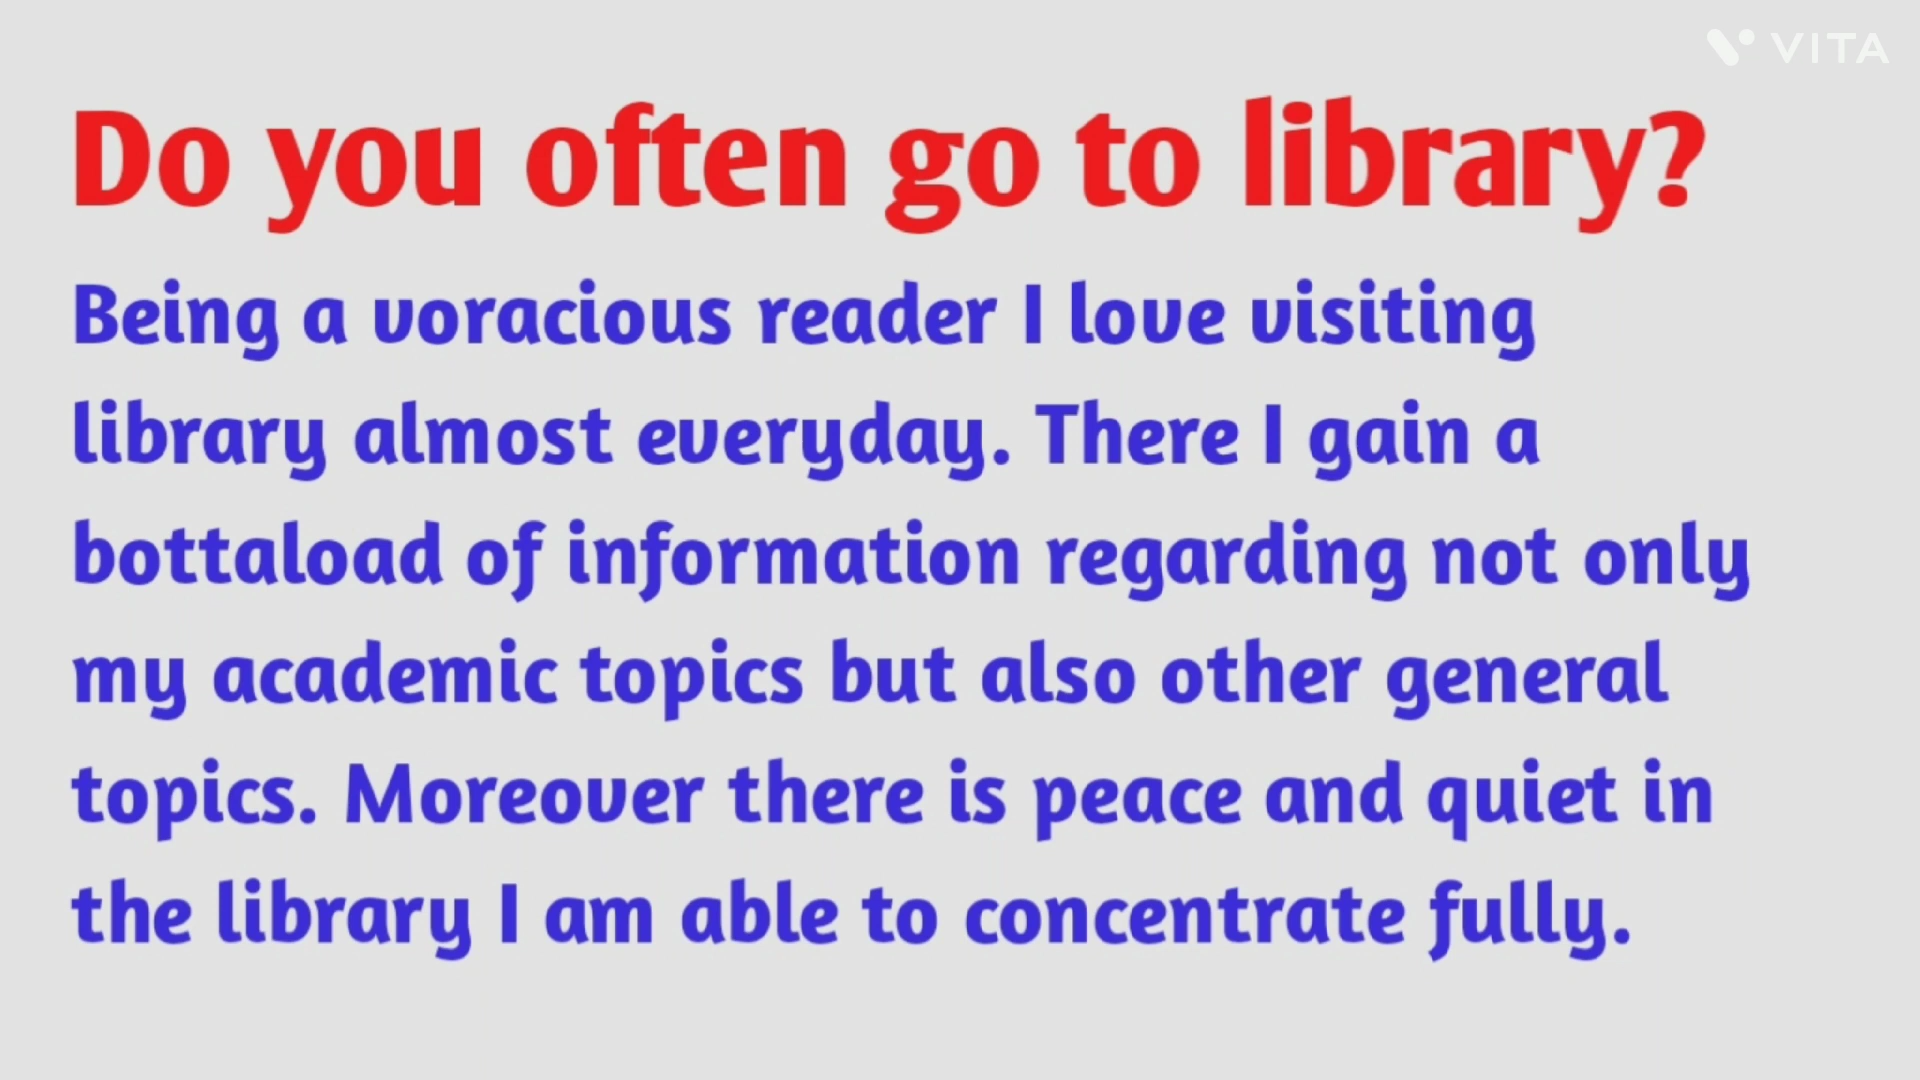 VITA
Do you often go to library?
Being a voracious reader I love visiting
library almost everyday. There I gain a
bottaload of information regarding not only
my academic topics but also other general
topics. Moreover there is peace and quiet in
the library I am able to concentrate fully.